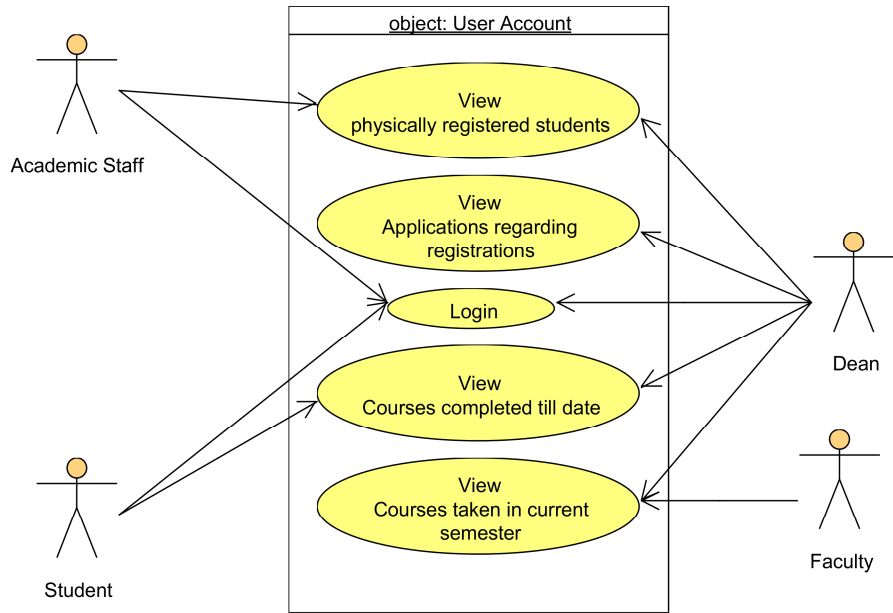 object: User Account
View
physically registered students
Academic Staff
View
Applications regarding
registrations
Login
Dean
View
Courses completed till date
View
Courses taken in current
semester
Student
Faculty